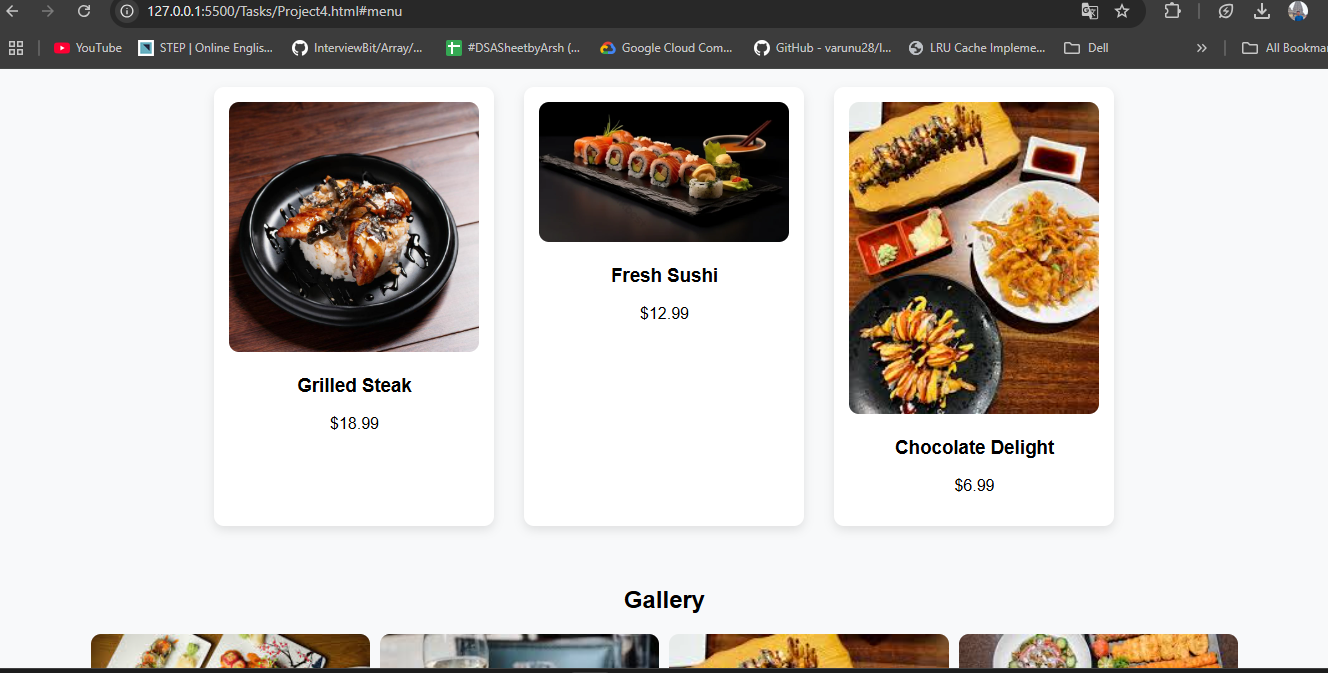 127.0.0.1:5500/Tasks/Project4.html#menu
YouTube
STEP | Online Englis...
InterviewBit/Array/...
#DSASheetbyArsh (...
Google Cloud Com...
GitHub - varunu28/I...
LRU Cache Impleme...
Dell
»
All Bookma
Grilled Steak
$18.99
Fresh Sushi
$12.99
Chocolate Delight
$6.99
Gallery